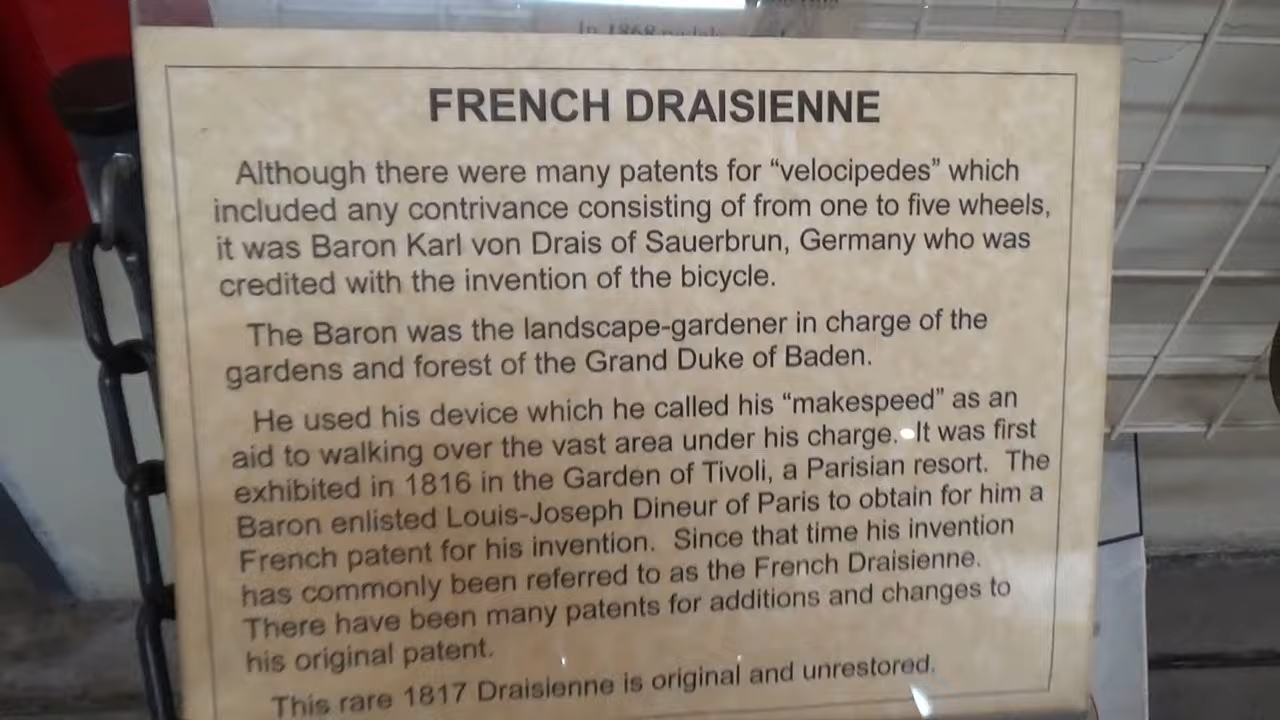 In 1868
FRENCH DRAISIENNE
Although there were many patents for “velocipedes” which
included any contrivance consisting of from one to five wheels,
it was Baron Karl von Drais of Sauerbrun, Germany who was
credited with the invention of the bicycle.
The Baron was the landscape-gardener in charge of the
gardens and forest of the Grand Duke of Baden.
He used his device which he called his “makespeed” as an
aid to walking over the vast area under his charge. It was first
exhibited in 1816 in the Garden of Tivoli, a Parisian resort. The
Baron enlisted Louis-Joseph Dineur of Paris to obtain for him a
French patent for his invention. Since that time his invention
has commonly been referred to as the French Draisienne.
There have been many patents for additions and changes to
his original patent.
This rare 1817 Draisienne is original and unrestored.